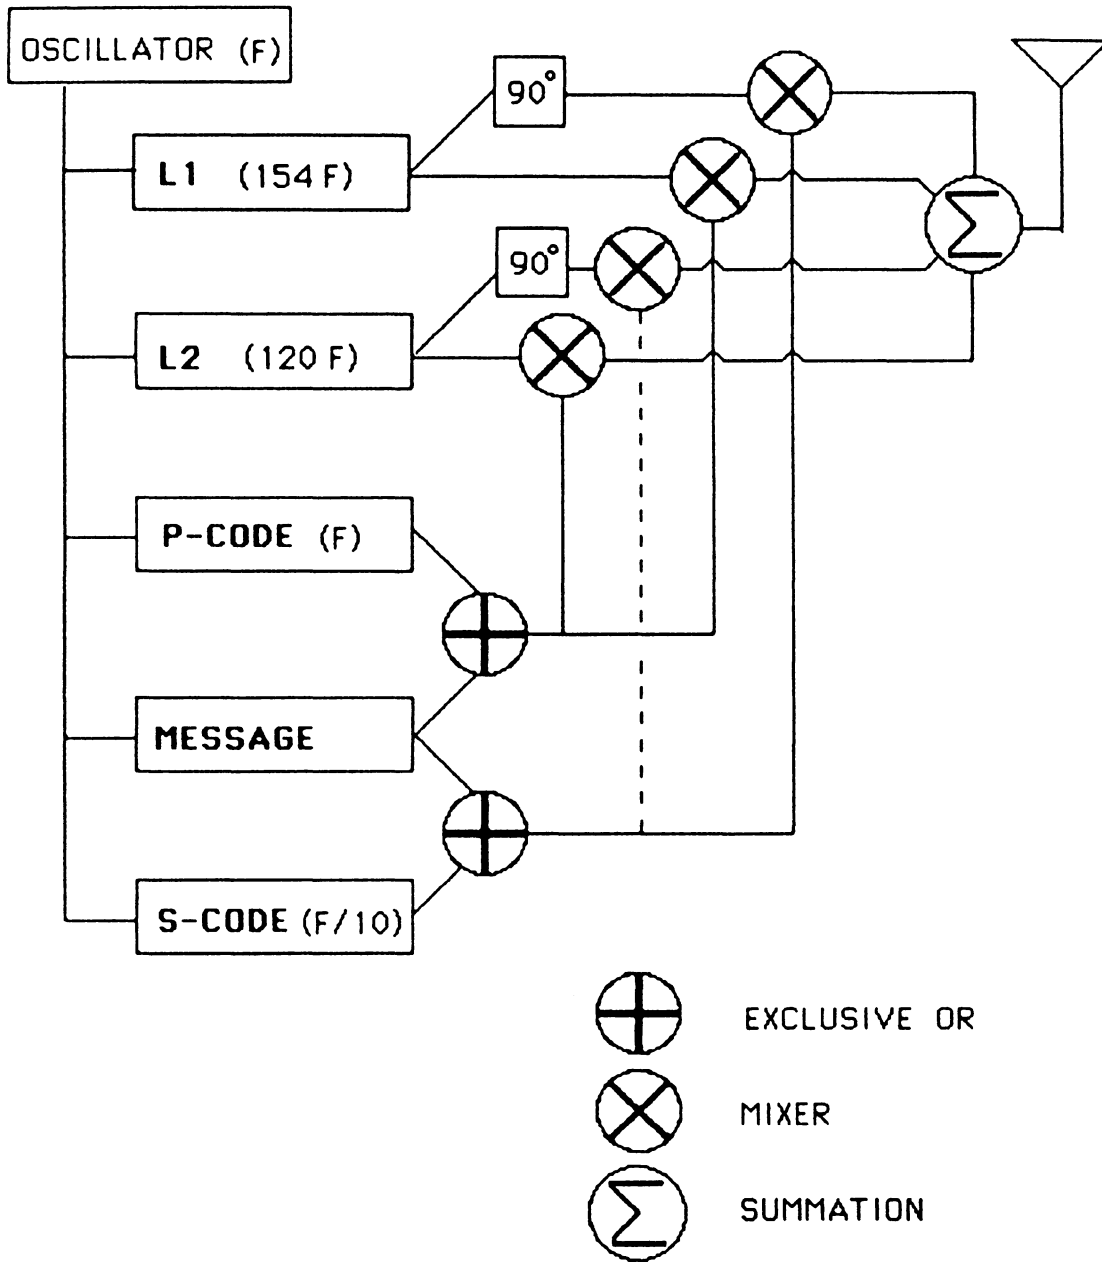 OSCILLATOR (F)
90°
L1 (154 F)
Σ
90°
L2 (120 F)
P-CODE (F)
MESSAGE
S-CODE (F/10)
EXCLUSIVE OR
MIXER
Σ SUMMATION